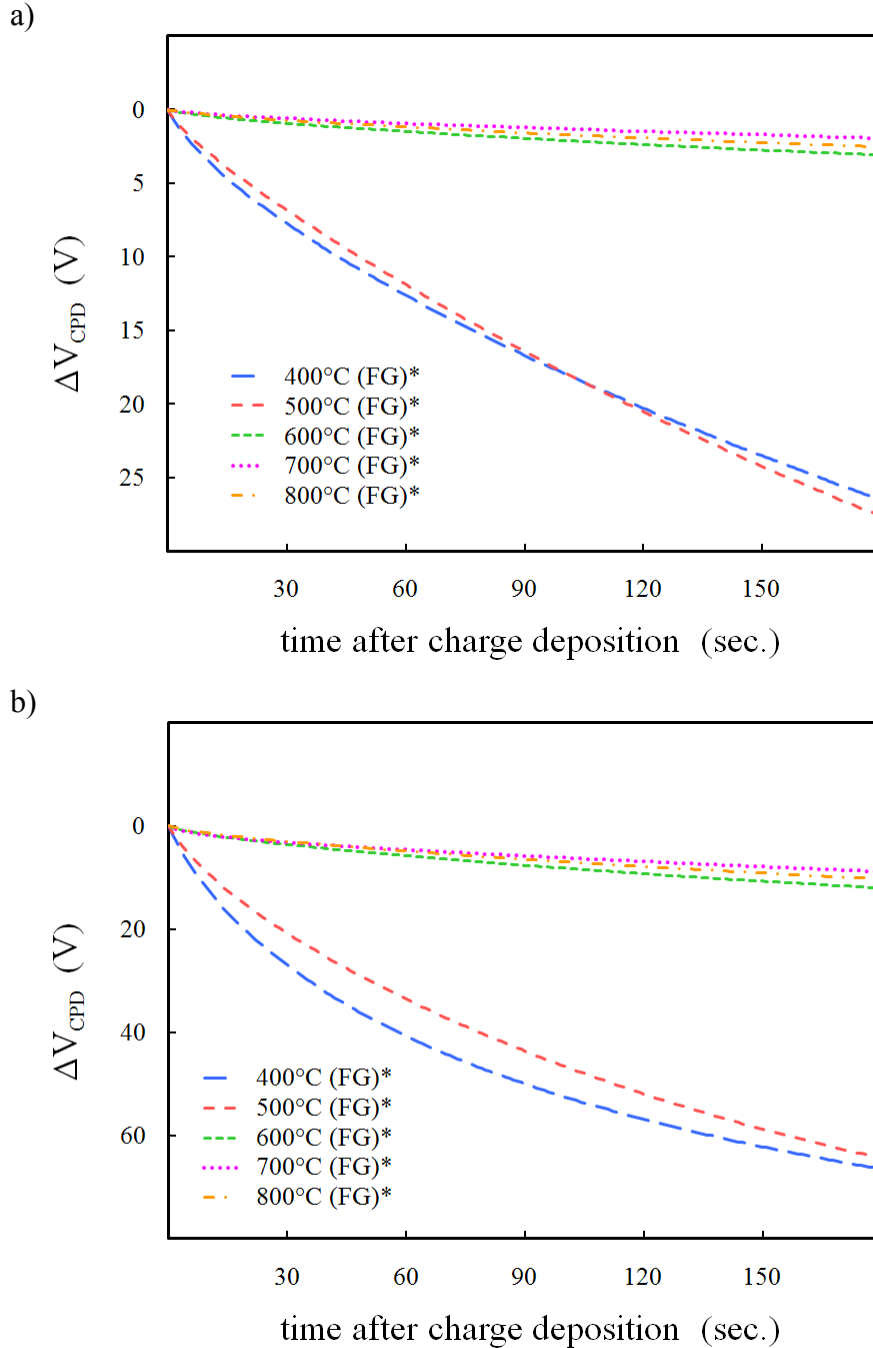 a)
0
5
10
15
20
25
ΔV_CPD (V)
400°C (FG)*
500°C (FG)*
600°C (FG)*
700°C (FG)*
800°C (FG)*
30 60 90 120 150
time after charge deposition (sec.)
b)
0
20
40
60
ΔV_CPD (V)
400°C (FG)*
500°C (FG)*
600°C (FG)*
700°C (FG)*
800°C (FG)*
30 60 90 120 150
time after charge deposition (sec.)